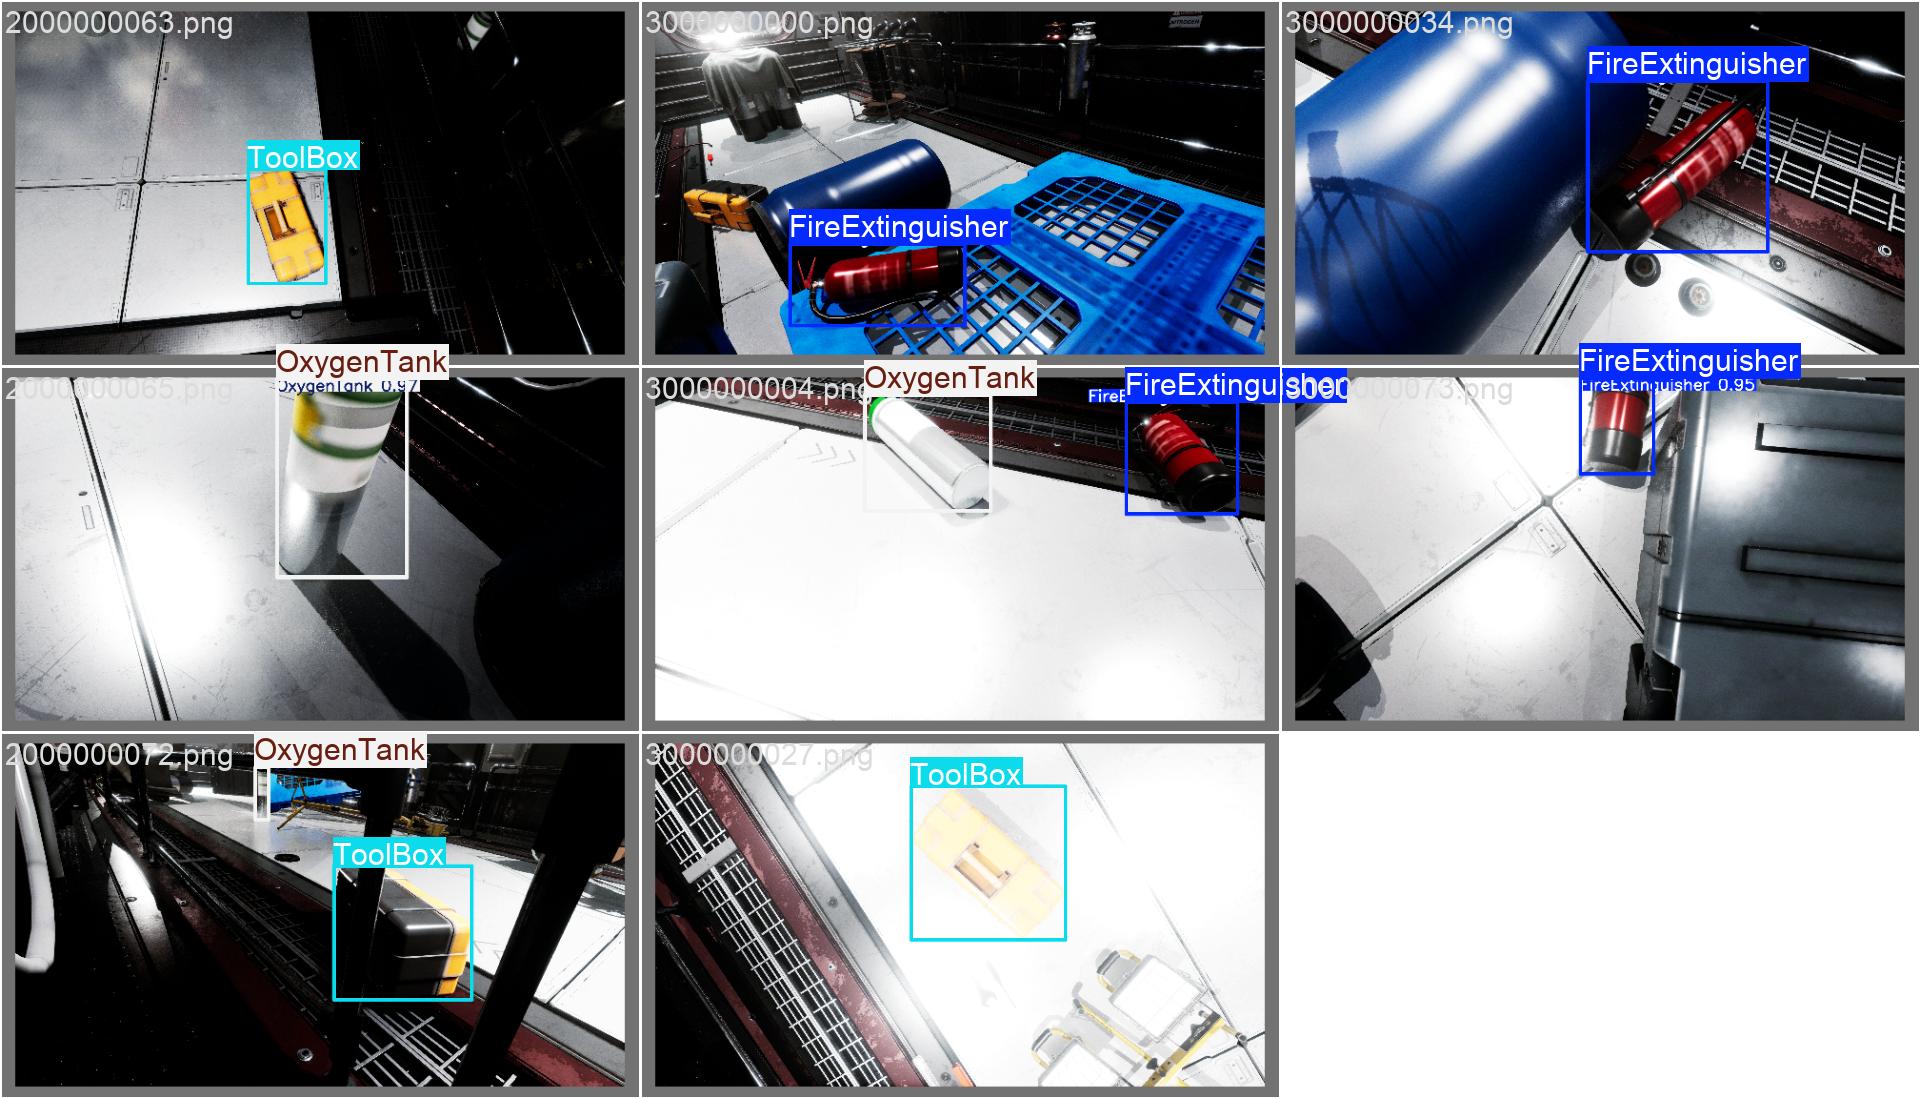 2000000063.png
ToolBox
3000000000.png
NITROGEN
FireExtinguisher
3000000034.png
FireExtinguisher
2000000065.png
OxygenTank
OxygenTank 0.97
3000000004.png
OxygenTank
FireExtinguisher
FireE
3000000073.png
FireExtinguisher
FireExtinguisher 0.95
2000000072.png
OxygenTank
ToolBox
3000000027.png
ToolBox